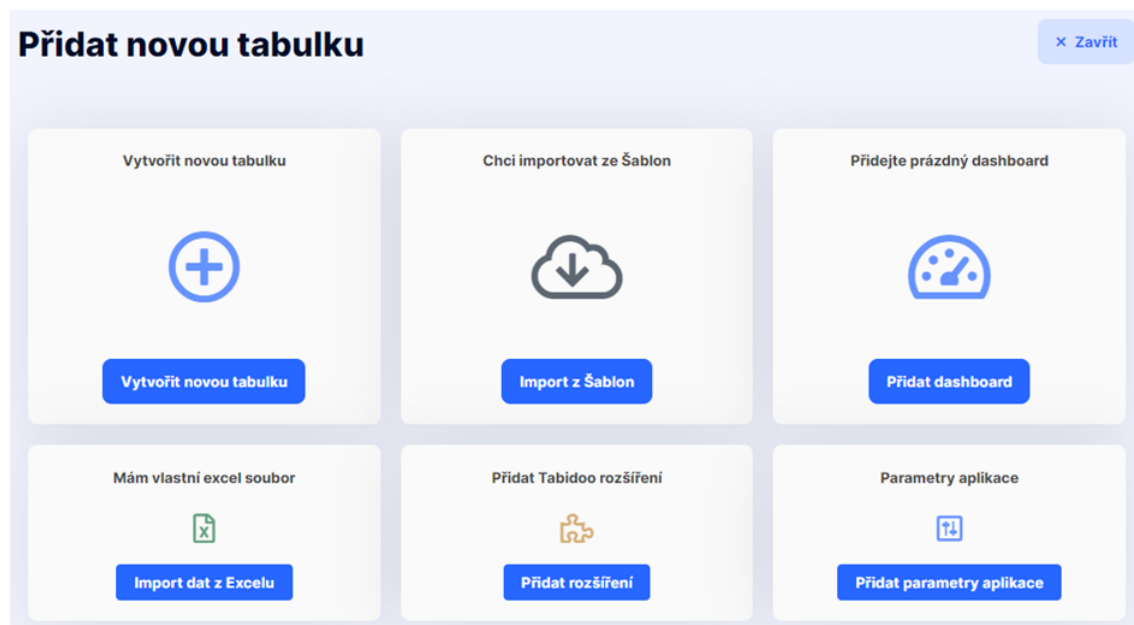 Přidat novou tabulku
× Zavřít
Vytvořit novou tabulku
Chci importovat ze Šablon
Přidejte prázdný dashboard
Vytvořit novou tabulku
Import z Šablon
Přidat dashboard
Mám vlastní excel soubor
Přidat Tabidoo rozšíření
Parametry aplikace
Import dat z Excelu
Přidat rozšíření
Přidat parametry aplikace